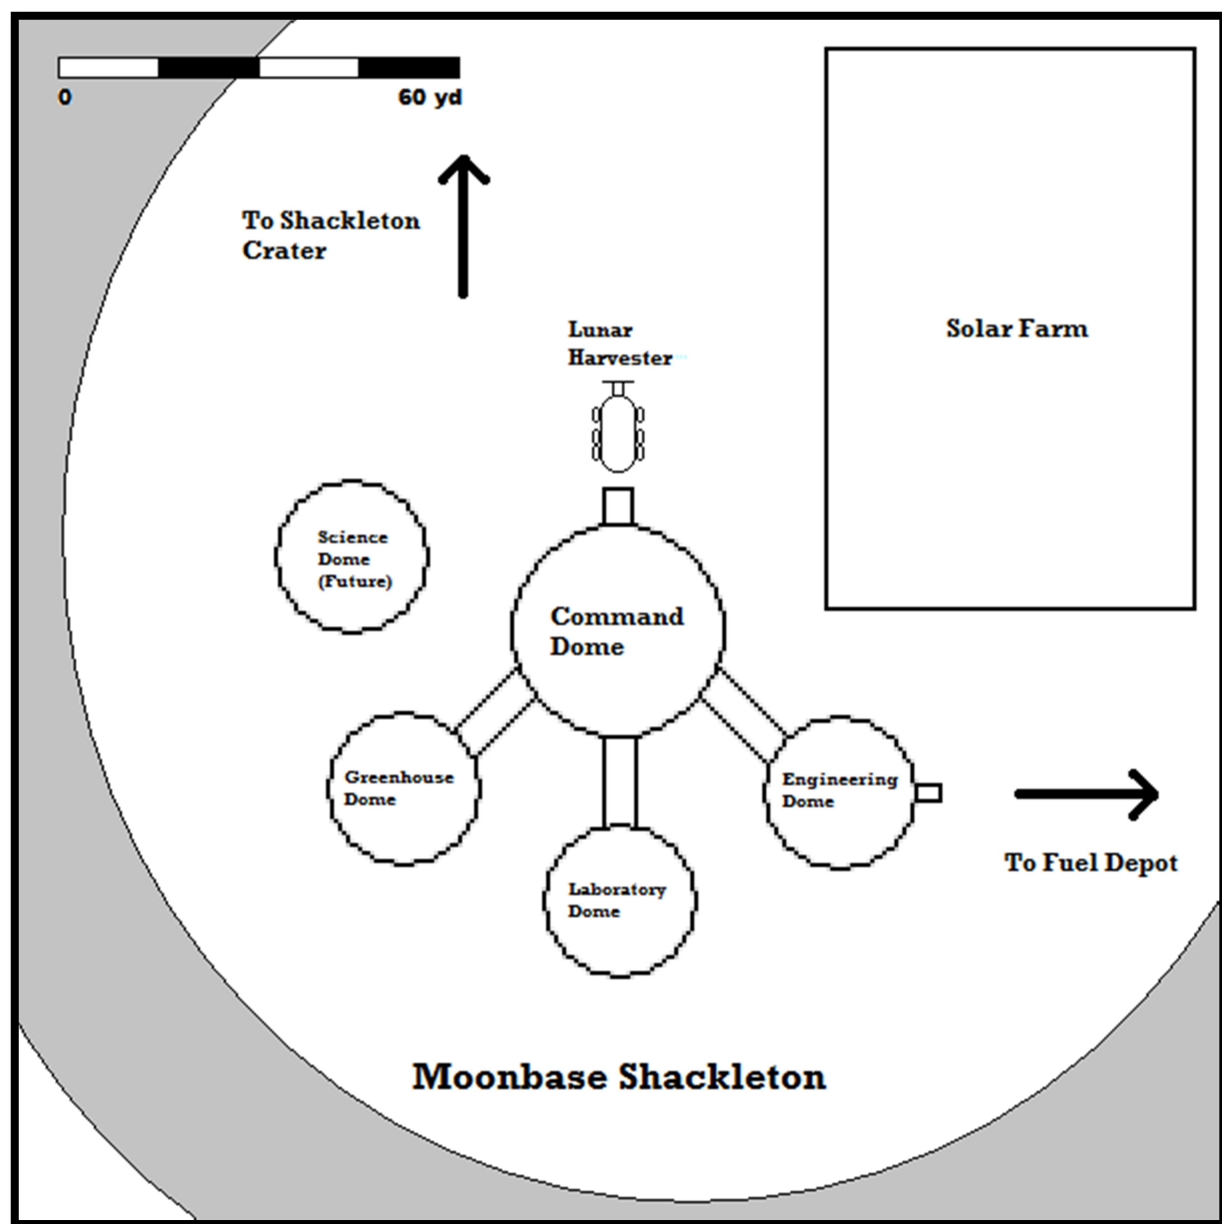 0
60 yd
To Shackleton
Crater
Lunar
Harvester
Solar Farm
Science
Dome
(Future)
Command
Dome
Greenhouse
Dome
Engineering
Dome
To Fuel Depot
Laboratory
Dome
Moonbase Shackleton